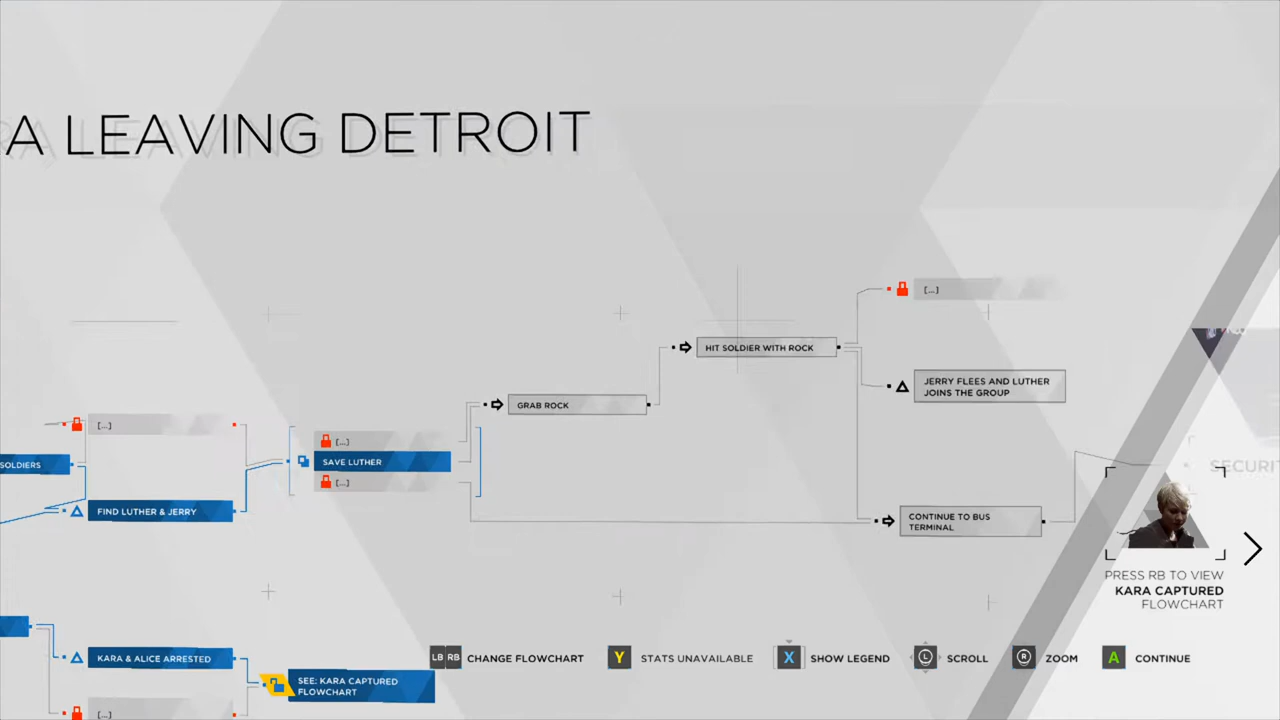 A LEAVING DETROIT
[...]
HIT SOLDIER WITH ROCK
JERRY FLEES AND LUTHER
JOINS THE GROUP
GRAB ROCK
[...]
[...]
SOLDIERS
SAVE LUTHER
[...]
FIND LUTHER & JERRY
CONTINUE TO BUS
TERMINAL
SECURIT
PRESS RB TO VIEW
KARA CAPTURED
FLOWCHART
KARA & ALICE ARRESTED
SEE: KARA CAPTURED
FLOWCHART
[...]
LB RB CHANGE FLOWCHART
Y STATS UNAVAILABLE
X SHOW LEGEND
L SCROLL
R ZOOM
A CONTINUE